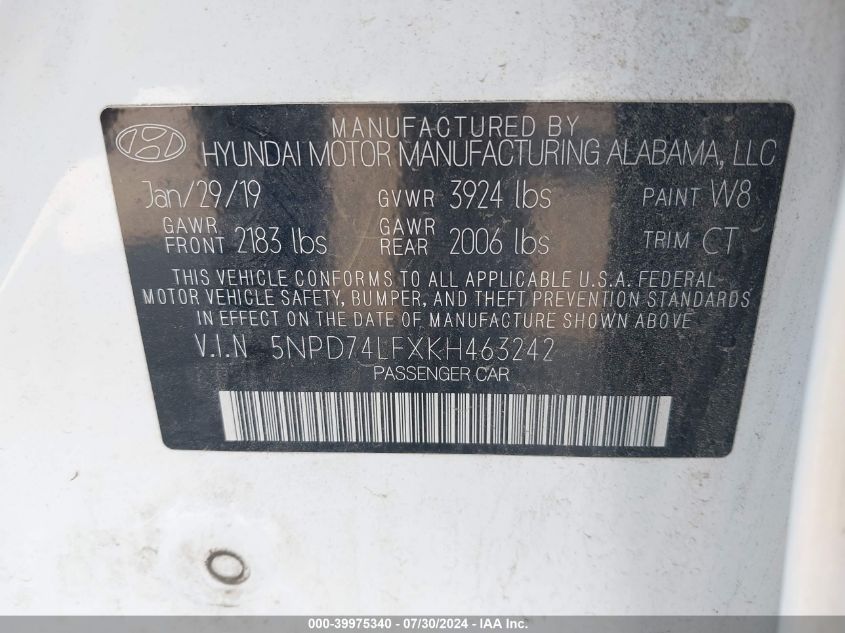 MANUFACTURED BY
HYUNDAI MOTOR MANUFACTURING ALABAMA, LLC
Jan/29/19 GVWR 3924 lbs PAINT W8
GAWR FRONT 2183 lbs GAWR REAR 2006 lbs TRIM CT
THIS VEHICLE CONFORMS TO ALL APPLICABLE U.S.A. FEDERAL
MOTOR VEHICLE SAFETY, BUMPER, AND THEFT PREVENTION STANDARDS
IN EFFECT ON THE DATE OF MANUFACTURE SHOWN ABOVE
V.I.N 5NPD74LFXKH463242
PASSENGER CAR
000-39975340 - 07/30/2024 - IAA Inc.